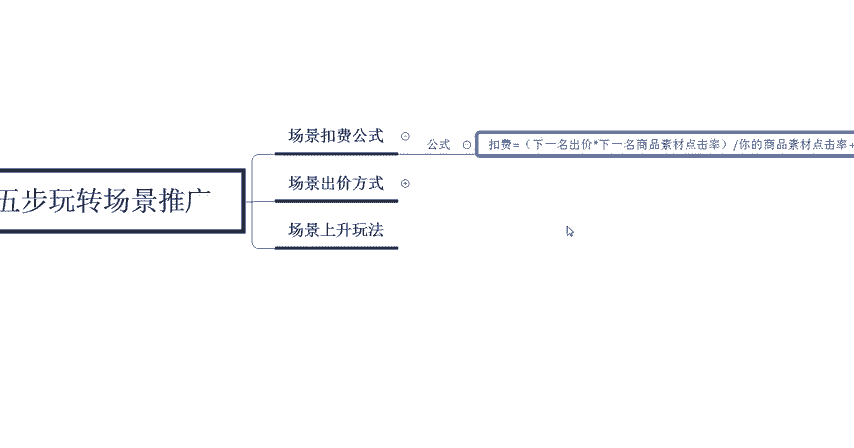 五步玩转场景推广
场景扣费公式
公式
扣费=（下一名出价*下一名商品素材点击率）/你的商品素材点击率+
场景出价方式
场景上升玩法